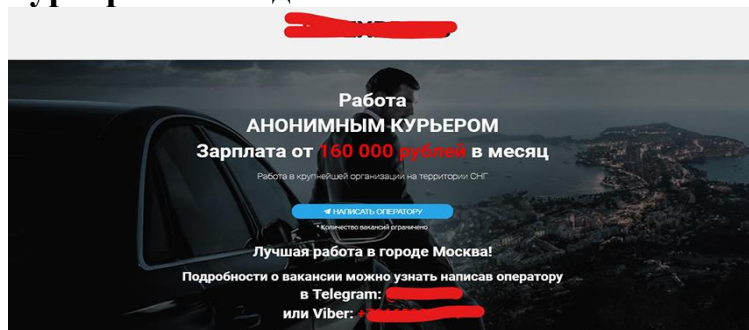 Работа
АНОНИМНЫМ КУРЬЕРОМ
Зарплата от 160 000 рублей в месяц
Работа в крупнейшей организации на территории СНГ
НАПИСАТЬ ОПЕРАТОРУ
* Количество вакансий ограничено
Лучшая работа в городе Москва!
Подробности о вакансии можно узнать написав оператору
в Telegram:
или Viber: